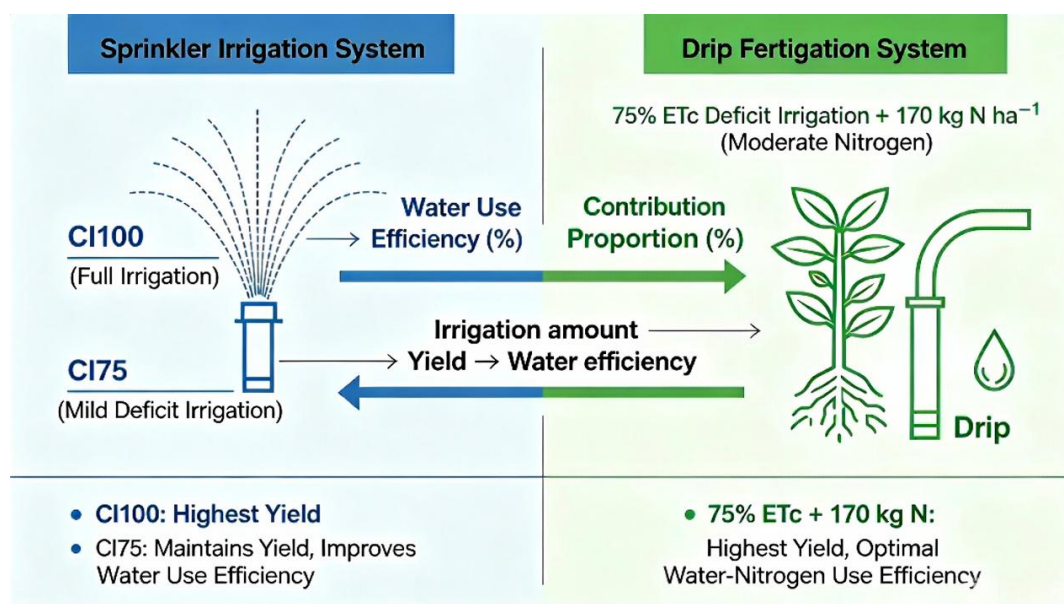 Sprinkler Irrigation System
CI100
(Full Irrigation)
CI75
(Mild Deficit Irrigation)
Water Use
Efficiency (%)
Irrigation amount
Yield → Water efficiency
Drip Fertigation System
75% ETc Deficit Irrigation + 170 kg N ha⁻¹
(Moderate Nitrogen)
Contribution
Proportion (%)
Drip
• CI100: Highest Yield
• CI75: Maintains Yield, Improves
Water Use Efficiency
• 75% ETc + 170 kg N:
Highest Yield, Optimal
Water-Nitrogen Use Efficiency